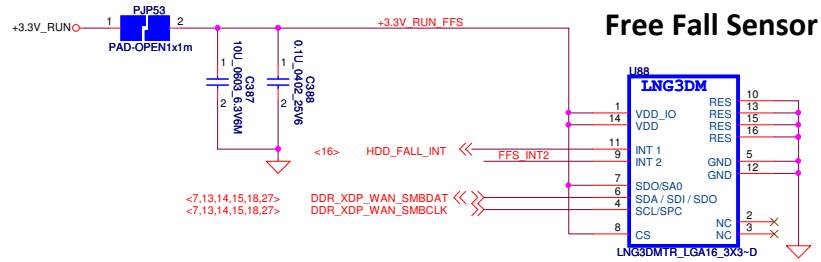 Free Fall Sensor
PJP53
+3.3V_RUN
1
2
PAD-OPEN1x1m
+3.3V_RUN_FFS
1
2
10U_0603_6.3V6M
C387
1
2
0.1U_0402_25V6
C388
U88
LNG3DM
1
VDD_IO
14
VDD
<16>
HDD_FALL_INT
11
INT 1
FFS_INT2
9
INT 2
7
SDO/SA0
<7,13,14,15,18,27>
DDR_XDP_WAN_SMBDAT
6
SDA / SDI / SDO
<7,13,14,15,18,27>
DDR_XDP_WAN_SMBCLK
4
SCL/SPC
8
CS
RES
10
RES
13
RES
15
RES
16
GND
5
GND
12
NC
2
NC
3
LNG3DMTR_LGA16_3X3~D